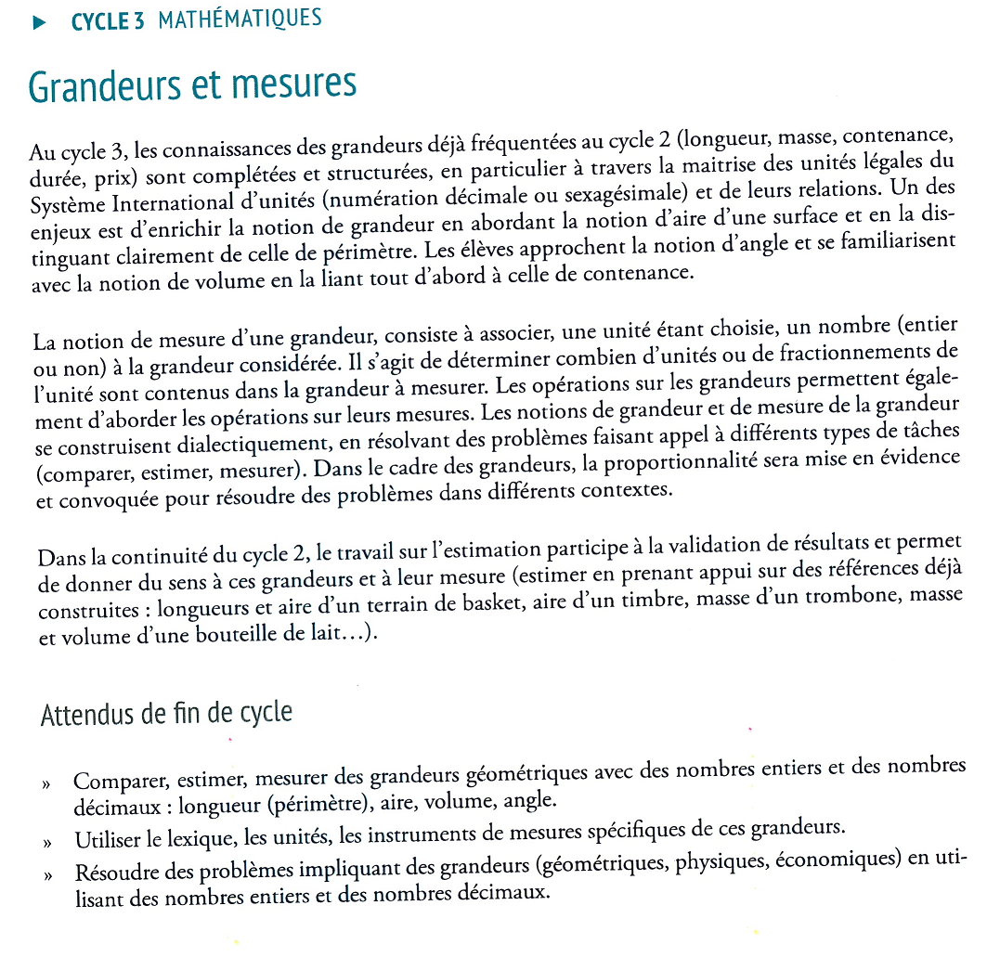 ► CYCLE 3 MATHÉMATIQUES
Grandeurs et mesures
Au cycle 3, les connaissances des grandeurs déjà fréquentées au cycle 2 (longueur, masse, contenance,
durée, prix) sont complétées et structurées, en particulier à travers la maitrise des unités légales du
Système International d’unités (numération décimale ou sexagésimale) et de leurs relations. Un des
enjeux est d’enrichir la notion de grandeur en abordant la notion d’aire d’une surface et en la dis-
tinguant clairement de celle de périmètre. Les élèves approchent la notion d’angle et se familiarisent
avec la notion de volume en la liant tout d’abord à celle de contenance.
La notion de mesure d’une grandeur, consiste à associer, une unité étant choisie, un nombre (entier
ou non) à la grandeur considérée. Il s’agit de déterminer combien d’unités ou de fractionnements de
l’unité sont contenus dans la grandeur à mesurer. Les opérations sur les grandeurs permettent égale-
ment d’aborder les opérations sur leurs mesures. Les notions de grandeur et de mesure de la grandeur
se construisent dialectiquement, en résolvant des problèmes faisant appel à différents types de tâches
(comparer, estimer, mesurer). Dans le cadre des grandeurs, la proportionnalité sera mise en évidence
et convoquée pour résoudre des problèmes dans différents contextes.
Dans la continuité du cycle 2, le travail sur l’estimation participe à la validation de résultats et permet
de donner du sens à ces grandeurs et à leur mesure (estimer en prenant appui sur des références déjà
construites : longueurs et aire d’un terrain de basket, aire d’un timbre, masse d’un trombone, masse
et volume d’une bouteille de lait…).
Attendus de fin de cycle
» Comparer, estimer, mesurer des grandeurs géométriques avec des nombres entiers et des nombres
décimaux : longueur (périmètre), aire, volume, angle.
» Utiliser le lexique, les unités, les instruments de mesures spécifiques de ces grandeurs.
» Résoudre des problèmes impliquant des grandeurs (géométriques, physiques, économiques) en uti-
lisant des nombres entiers et des nombres décimaux.